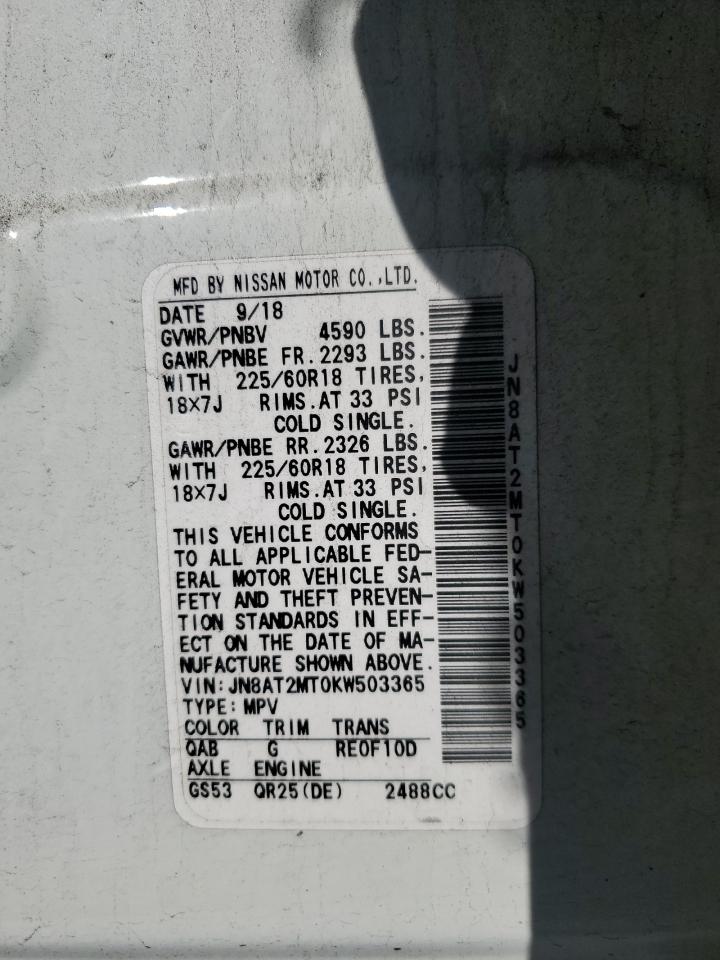 MFD BY NISSAN MOTOR CO.,LTD.
DATE 9/18
GVWR/PNBV 4590 LBS.
GAWR/PNBE FR.2293 LBS.
WITH 225/60R18 TIRES,
18×7J RIMS.AT 33 PSI
COLD SINGLE.
GAWR/PNBE RR.2326 LBS.
WITH 225/60R18 TIRES,
18×7J RIMS.AT 33 PSI
COLD SINGLE.
THIS VEHICLE CONFORMS
TO ALL APPLICABLE FED-
ERAL MOTOR VEHICLE SA-
FETY AND THEFT PREVEN-
TION STANDARDS IN EFF-
ECT ON THE DATE OF MA-
NUFACTURE SHOWN ABOVE.
VIN:JN8AT2MT0KW503365
TYPE:MPV
COLOR TRIM TRANS
QAB G RE0F10D
AXLE ENGINE
GS53 QR25(DE) 2488CC
JN8AT2MT0KW503365